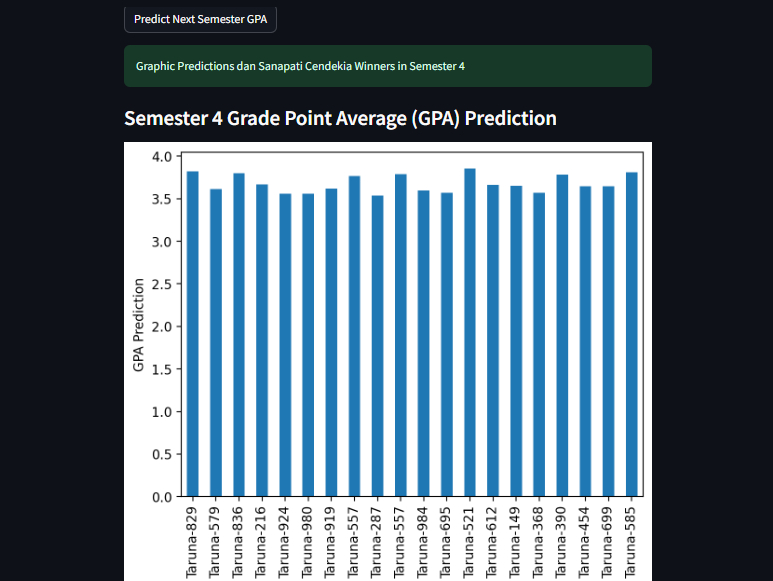 Predict Next Semester GPA
Graphic Predictions dan Sanapati Cendekia Winners in Semester 4
Semester 4 Grade Point Average (GPA) Prediction
4.0
3.5
3.0
2.5
2.0
1.5
1.0
0.5
0.0
GPA Prediction
Taruna-829
Taruna-579
Taruna-836
Taruna-216
Taruna-924
Taruna-980
Taruna-919
Taruna-557
Taruna-287
Taruna-557
Taruna-984
Taruna-695
Taruna-521
Taruna-612
Taruna-149
Taruna-368
Taruna-390
Taruna-454
Taruna-699
Taruna-585